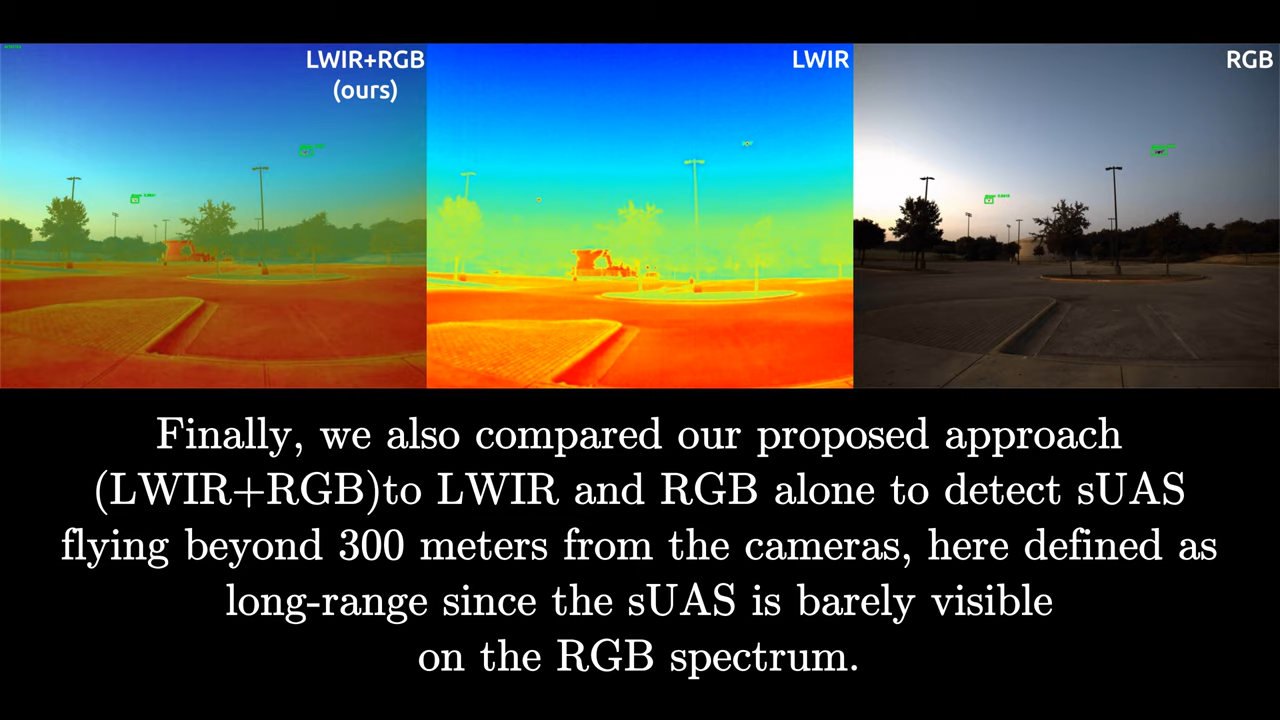 LWIR+RGB
(ours)
LWIR
RGB
Finally, we also compared our proposed approach
(LWIR+RGB)to LWIR and RGB alone to detect sUAS
flying beyond 300 meters from the cameras, here defined as
long-range since the sUAS is barely visible
on the RGB spectrum.